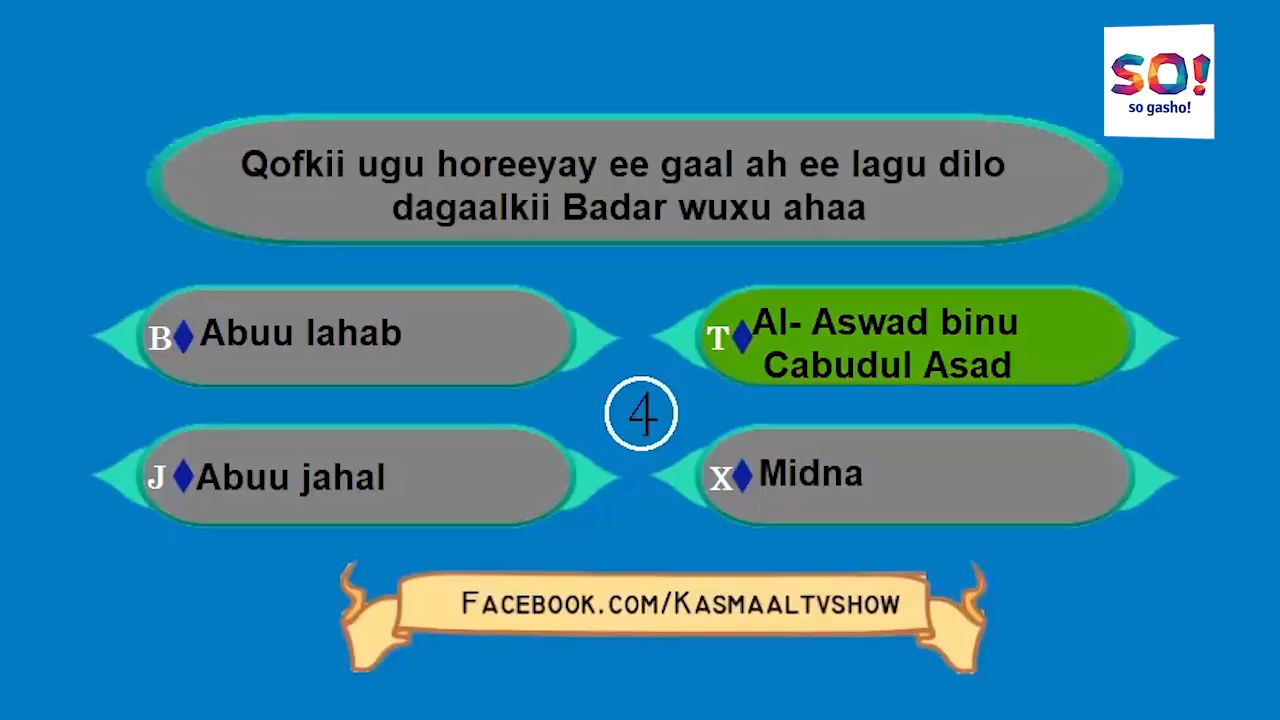 SO!
so gasho!
Qofkii ugu horeeyay ee gaal ah ee lagu dilo
dagaalkii Badar wuxu ahaa
B Abuu lahab
T Al- Aswad binu
Cabudul Asad
4
J Abuu jahal
X Midna
Facebook.com/Kasmaaltvshow